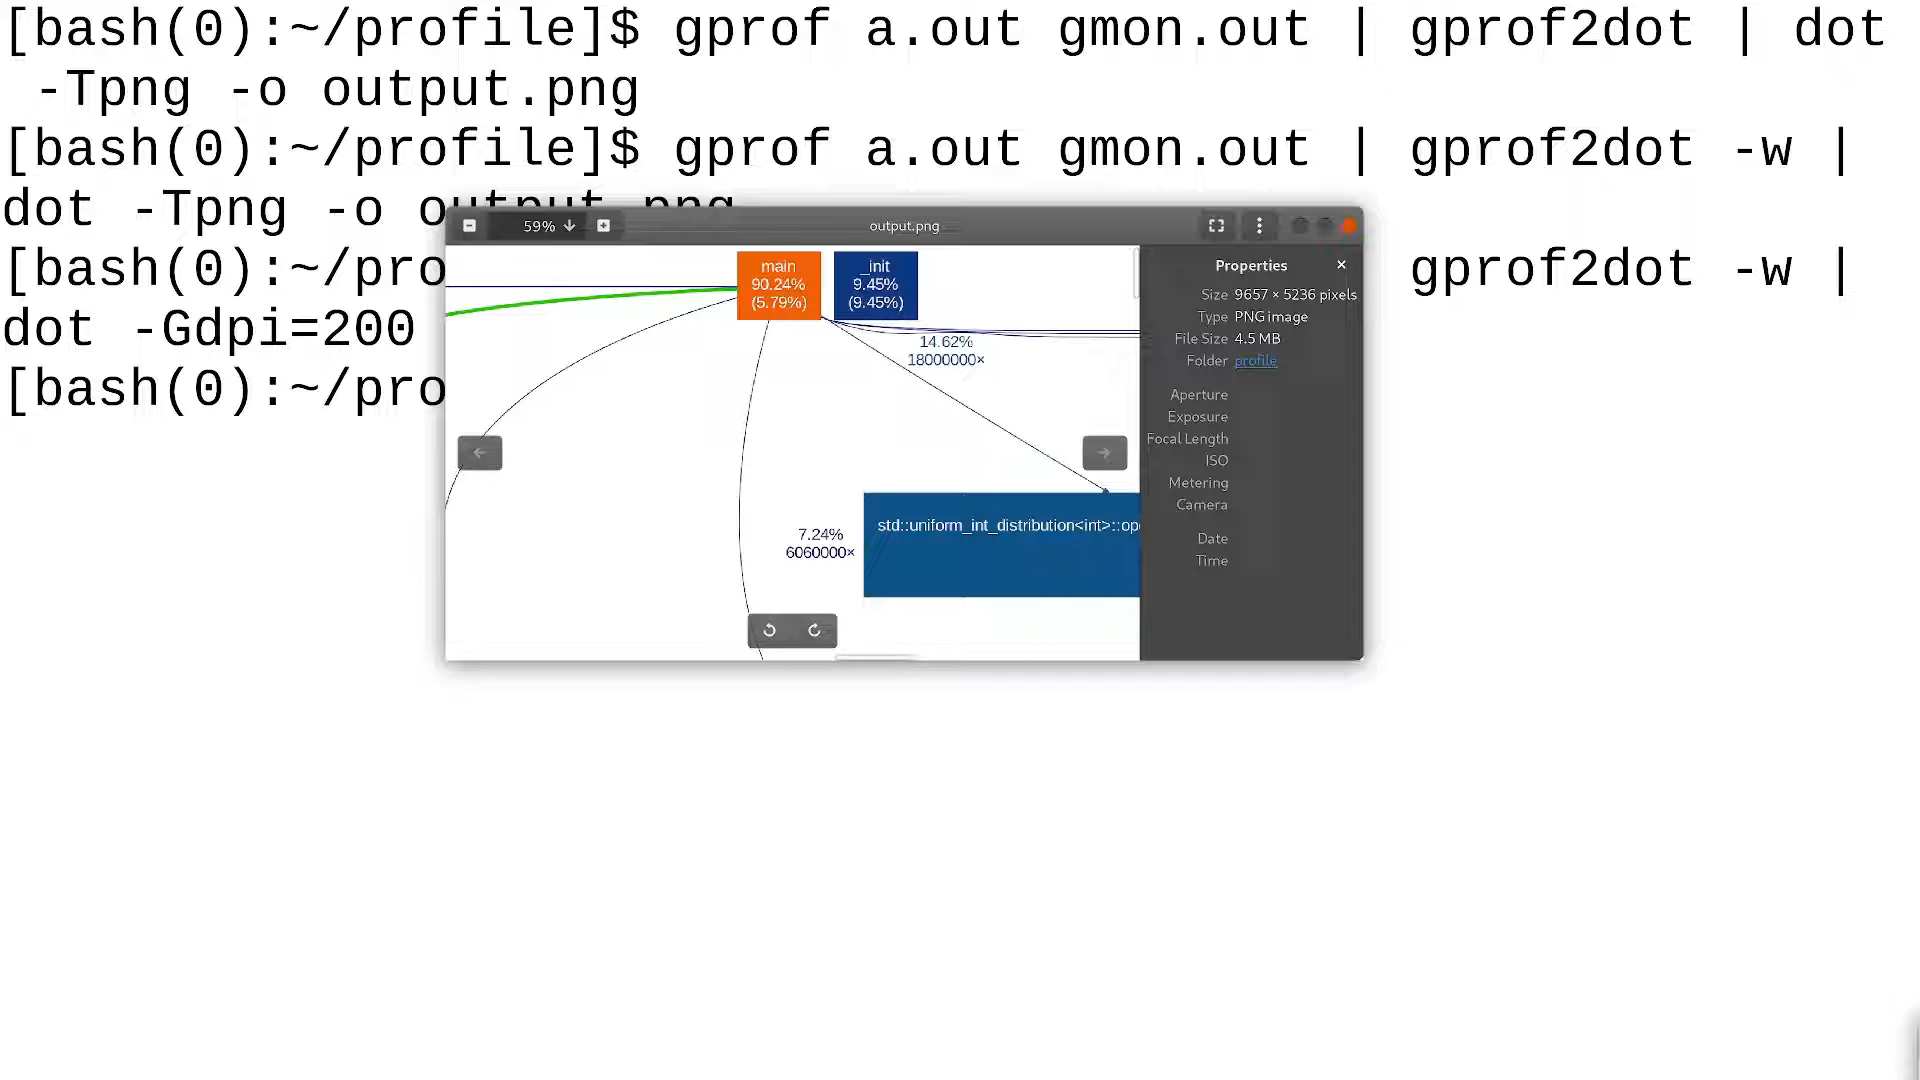 [bash(0):~/profile]$ gprof a.out gmon.out | gprof2dot | dot
-Tpng -o output.png
[bash(0):~/profile]$ gprof a.out gmon.out | gprof2dot -w |
dot -Tpng -o output.png
[bash(0):~/pro gprof2dot -w |
dot -Gdpi=200
[bash(0):~/pro
59%
output.png
main
90.24%
(5.79%)
_init
9.45%
(9.45%)
14.62%
18000000×
7.24%
6060000×
std::uniform_int_distribution<int>::op
Properties
Size 9657 × 5236 pixels
Type PNG image
File Size 4.5 MB
Folder profile
Aperture
Exposure
Focal Length
ISO
Metering
Camera
Date
Time